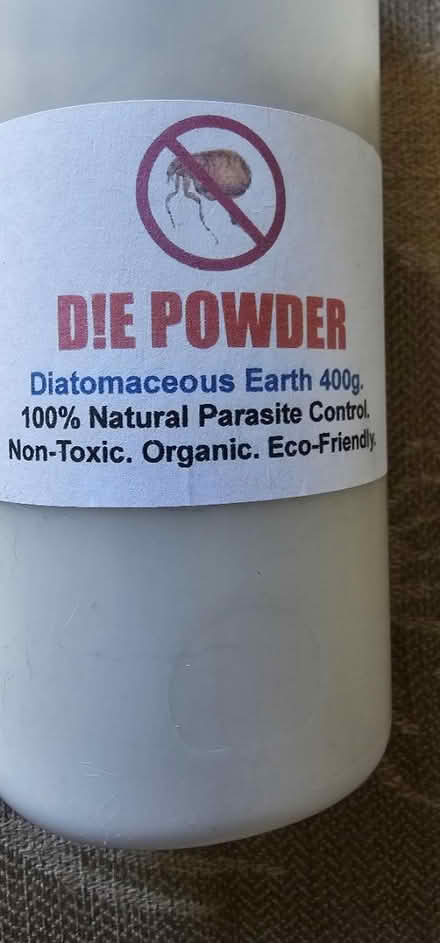 D!E POWDER
Diatomaceous Earth 400g.
100% Natural Parasite Control.
Non-Toxic. Organic. Eco-Friendly.